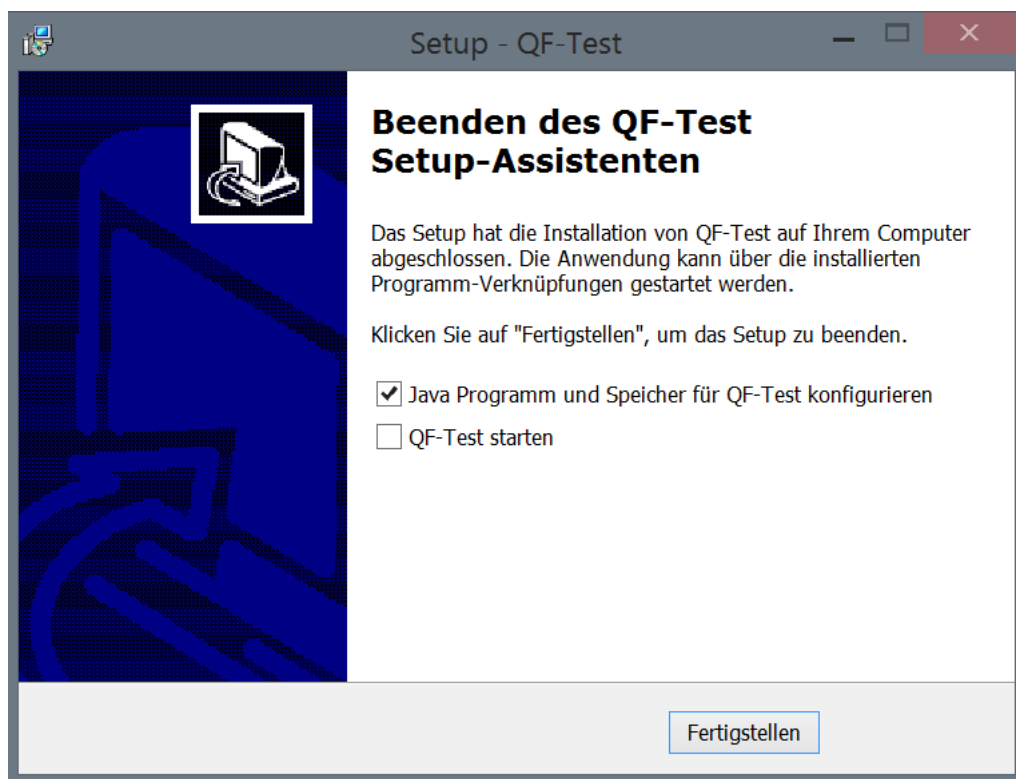 Setup - QF-Test
Beenden des QF-Test
Setup-Assistenten
Das Setup hat die Installation von QF-Test auf Ihrem Computer
abgeschlossen. Die Anwendung kann über die installierten
Programm-Verknüpfungen gestartet werden.
Klicken Sie auf "Fertigstellen", um das Setup zu beenden.
Java Programm und Speicher für QF-Test konfigurieren
QF-Test starten
Fertigstellen